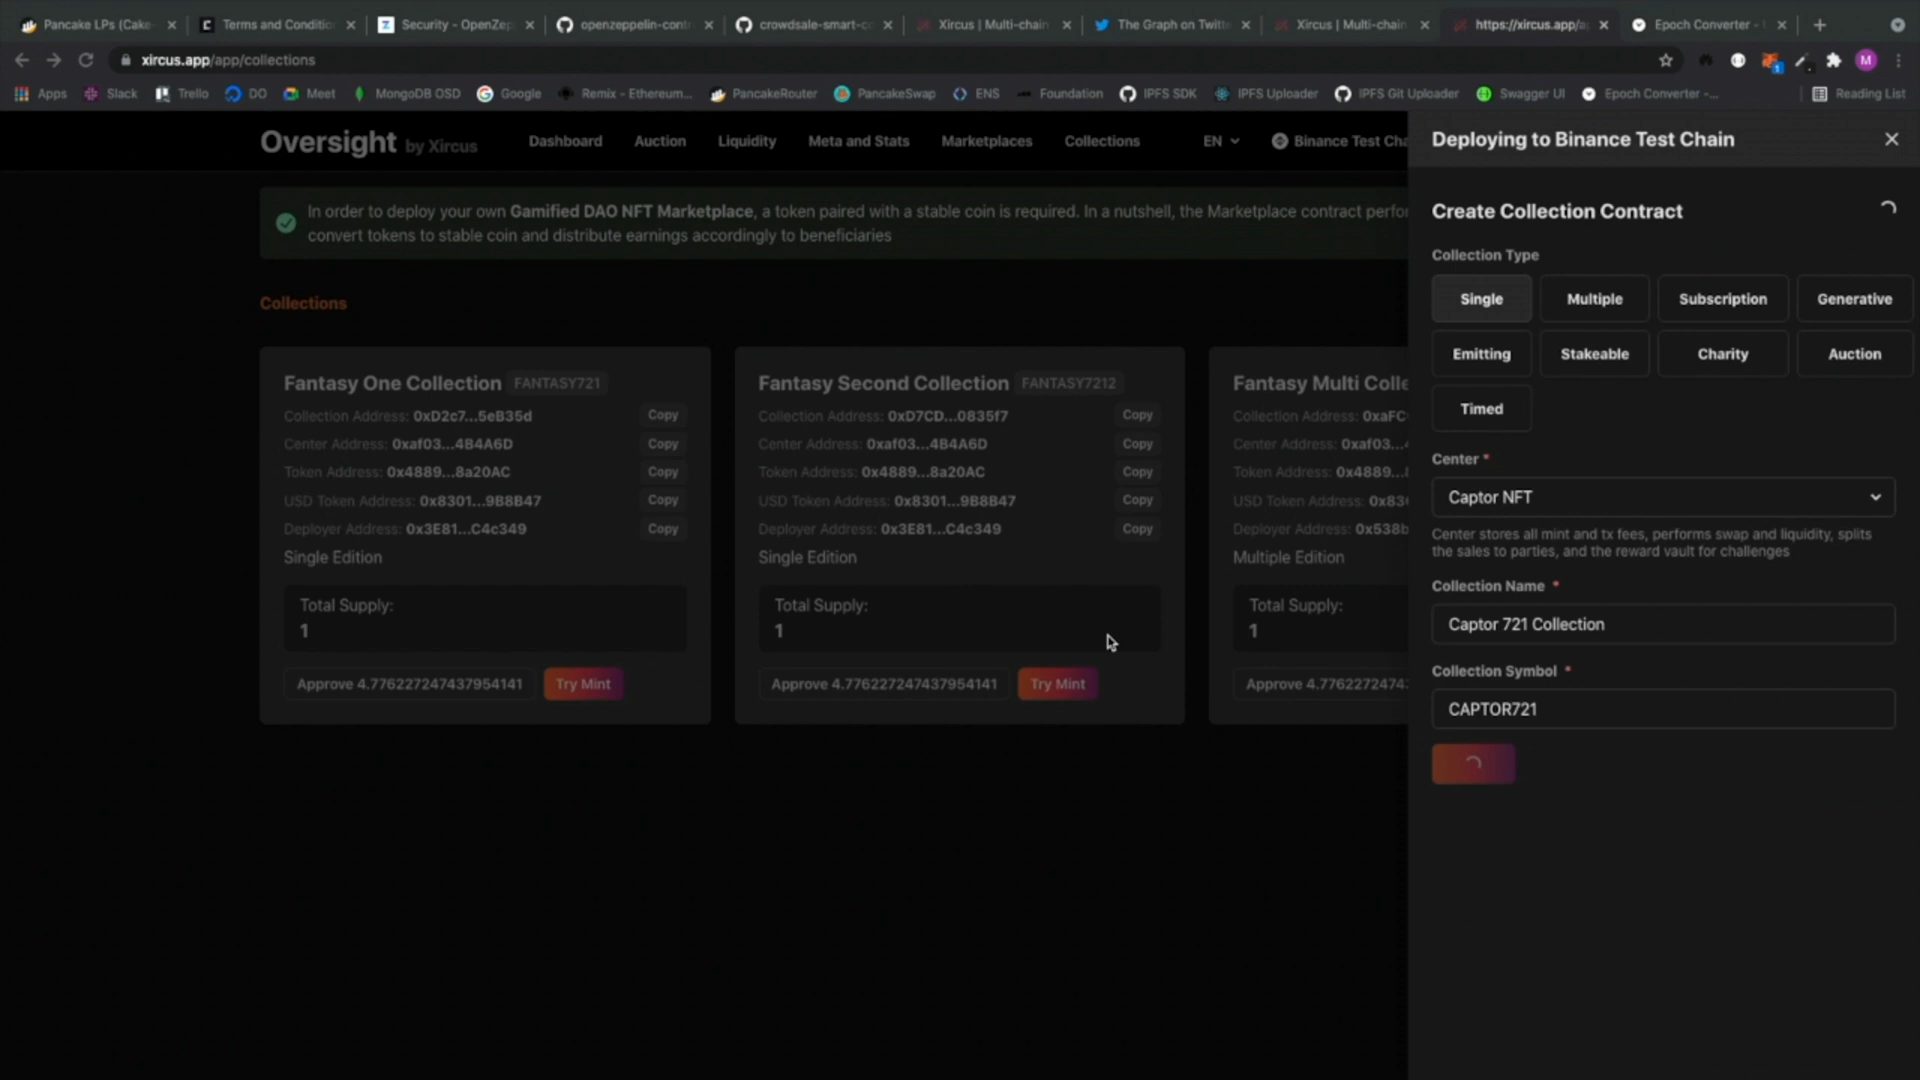 Pancake LPs (Cake-
Terms and Conditio
Security - OpenZep
openzeppelin-contr
crowdsale-smart-c
Xircus | Multi-chain
The Graph on Twitt
Xircus | Multi-chain
https://xircus.app/a
Epoch Converter -
xircus.app/app/collections
M
Apps
Slack
Trello
DO
Meet
MongoDB OSD
Google
Remix - Ethereum...
PancakeRouter
PancakeSwap
ENS
Foundation
IPFS SDK
IPFS Uploader
IPFS Git Uploader
Swagger UI
Epoch Converter -...
Reading List
Oversight by Xircus
Dashboard
Auction
Liquidity
Meta and Stats
Marketplaces
Collections
EN
Binance Test Cha
In order to deploy your own Gamified DAO NFT Marketplace, a token paired with a stable coin is required. In a nutshell, the Marketplace contract perfo
convert tokens to stable coin and distribute earnings accordingly to beneficiaries
Collections
Fantasy One Collection FANTASY721
Collection Address: 0xD2c7...5eB35d Copy
Center Address: 0xaf03...4B4A6D Copy
Token Address: 0x4889...8a20AC Copy
USD Token Address: 0x8301...9B8B47 Copy
Deployer Address: 0x3E81...C4c349 Copy
Single Edition
Total Supply:
1
Approve 4.776227247437954141 Try Mint
Fantasy Second Collection FANTASY7212
Collection Address: 0xD7CD...0835f7 Copy
Center Address: 0xaf03...4B4A6D Copy
Token Address: 0x4889...8a20AC Copy
USD Token Address: 0x8301...9B8B47 Copy
Deployer Address: 0x3E81...C4c349 Copy
Single Edition
Total Supply:
1
Approve 4.776227247437954141 Try Mint
Fantasy Multi Colle
Collection Address: 0xaFC
Center Address: 0xaf03...
Token Address: 0x4889...
USD Token Address: 0x83
Deployer Address: 0x538b
Multiple Edition
Total Supply:
1
Approve 4.7762272474
Deploying to Binance Test Chain
Create Collection Contract
Collection Type
Single Multiple Subscription Generative
Emitting Stakeable Charity Auction
Timed
Center *
Captor NFT
Center stores all mint and tx fees, performs swap and liquidity, splits
the sales to parties, and the reward vault for challenges
Collection Name *
Captor 721 Collection
Collection Symbol *
CAPTOR721